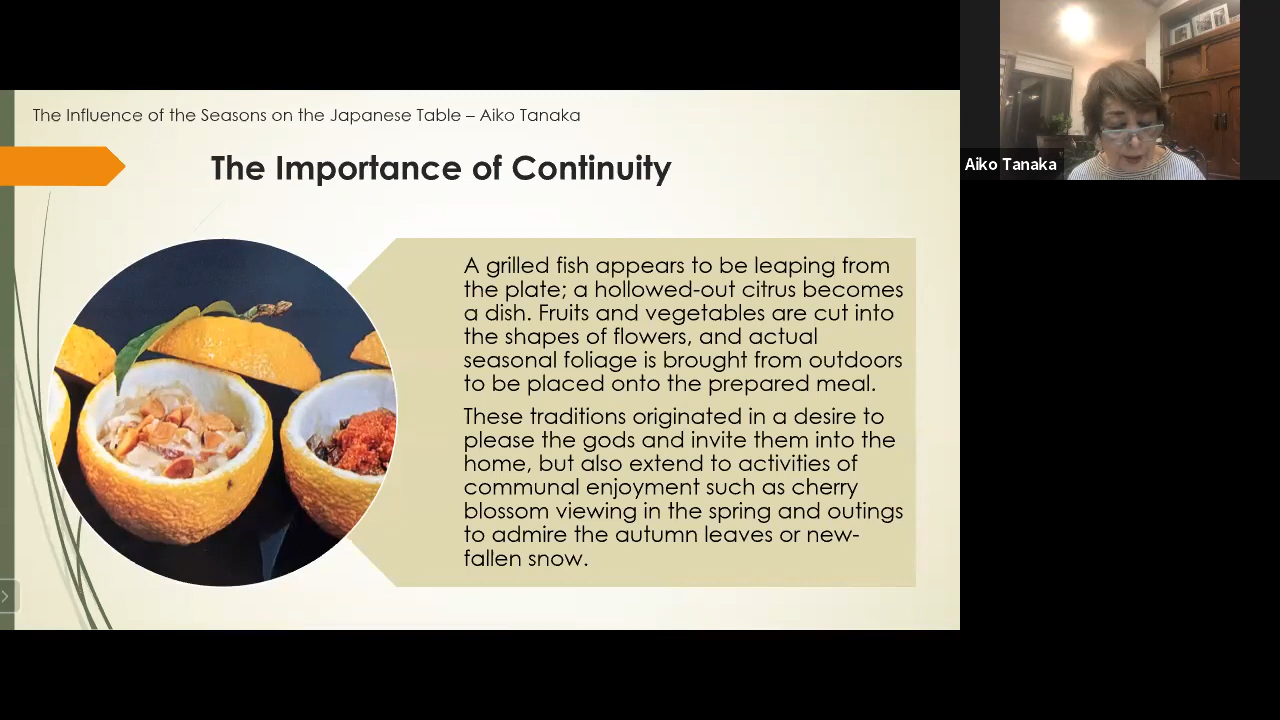 The Influence of the Seasons on the Japanese Table – Aiko Tanaka
The Importance of Continuity
A grilled fish appears to be leaping from
the plate; a hollowed-out citrus becomes
a dish. Fruits and vegetables are cut into
the shapes of flowers, and actual
seasonal foliage is brought from outdoors
to be placed onto the prepared meal.
These traditions originated in a desire to
please the gods and invite them into the
home, but also extend to activities of
communal enjoyment such as cherry
blossom viewing in the spring and outings
to admire the autumn leaves or new-
fallen snow.
Aiko Tanaka